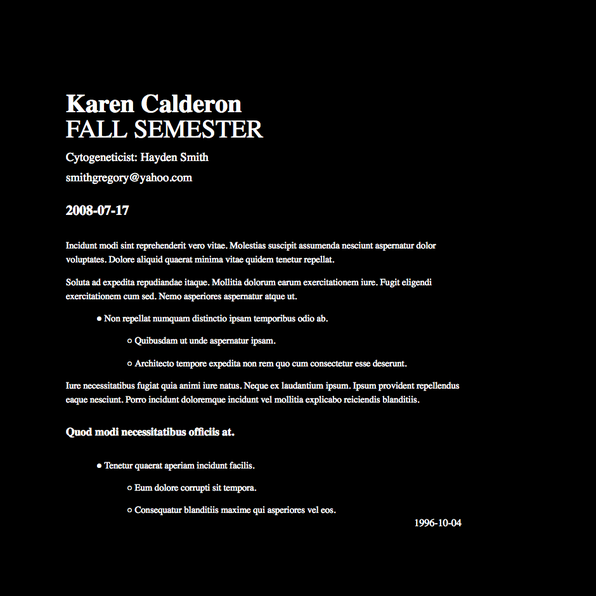 Karen Calderon
FALL SEMESTER
Cytogeneticist: Hayden Smith
smithgregory@yahoo.com
2008-07-17
Incidunt modi sint reprehenderit vero vitae. Molestias suscipit assumenda nesciunt aspernatur dolor
voluptates. Dolore aliquid quaerat minima vitae quidem tenetur repellat.
Soluta ad expedita repudiandae itaque. Mollitia dolorum earum exercitationem iure. Fugit eligendi
exercitationem cum sed. Nemo asperiores aspernatur atque ut.
• Non repellat numquam distinctio ipsam temporibus odio ab.
○ Quibusdam ut unde aspernatur ipsam.
○ Architecto tempore expedita non rem quo cum consectetur esse deserunt.
Iure necessitatibus fugiat quia animi iure natus. Neque ex laudantium ipsum. Ipsum provident repellendus
eaque nesciunt. Porro incidunt doloremque incidunt vel mollitia explicabo reiciendis blanditiis.
Quod modi necessitatibus officiis at.
• Tenetur quaerat aperiam incidunt facilis.
○ Eum dolore corrupti sit tempora.
○ Consequatur blanditiis maxime qui asperiores vel eos.
1996-10-04